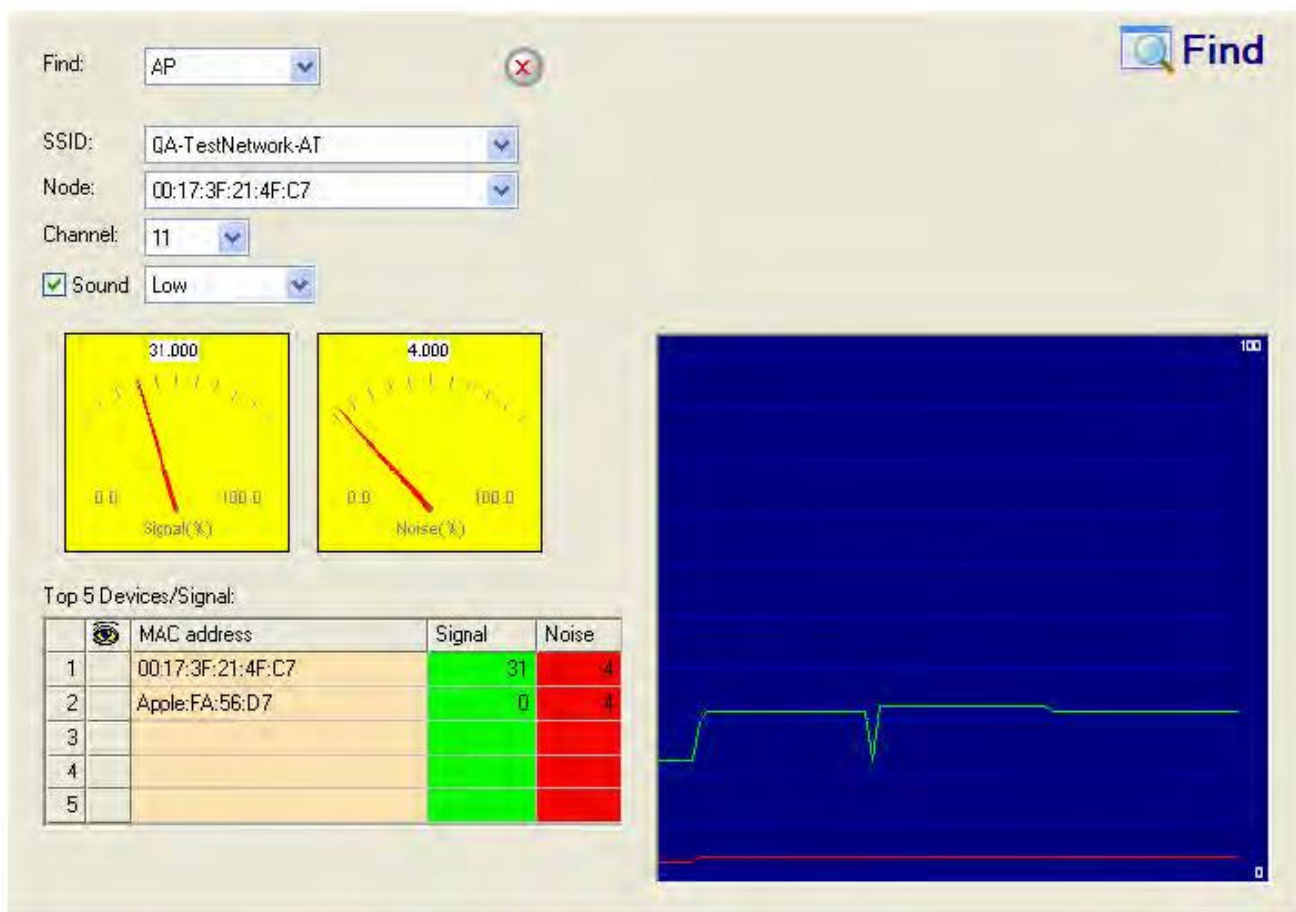 Find: AP
Find
SSID: QA-TestNetwork-AT
Node: 00:17:3F:21:4F:C7
Channel: 11
Sound Low
31.000
0.0 100.0
Signal(%)
4.000
0.0 100.0
Noise(%)
100
0
Top 5 Devices/Signal:
MAC address Signal Noise
1 00:17:3F:21:4F:C7 31 4
2 Apple:FA:56:D7 0 4
3
4
5